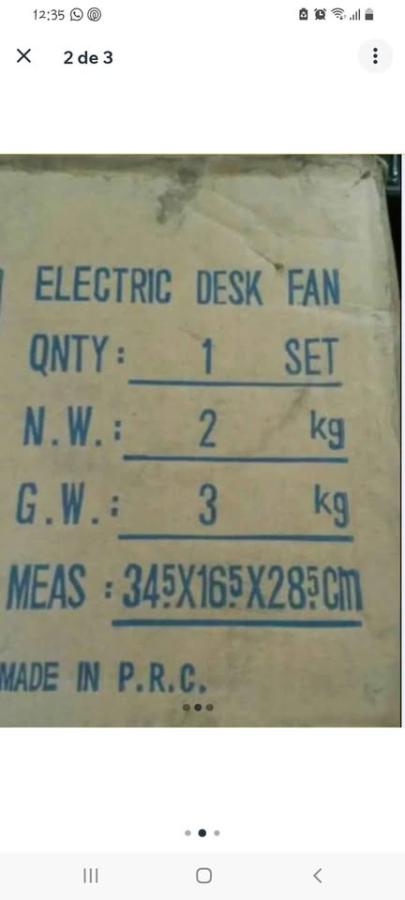 12:35
2 de 3
ELECTRIC DESK FAN
QNTY: 1 SET
N.W.: 2 kg
G.W.: 3 kg
MEAS : 34.5X16.5X28.5cm
MADE IN P.R.C.